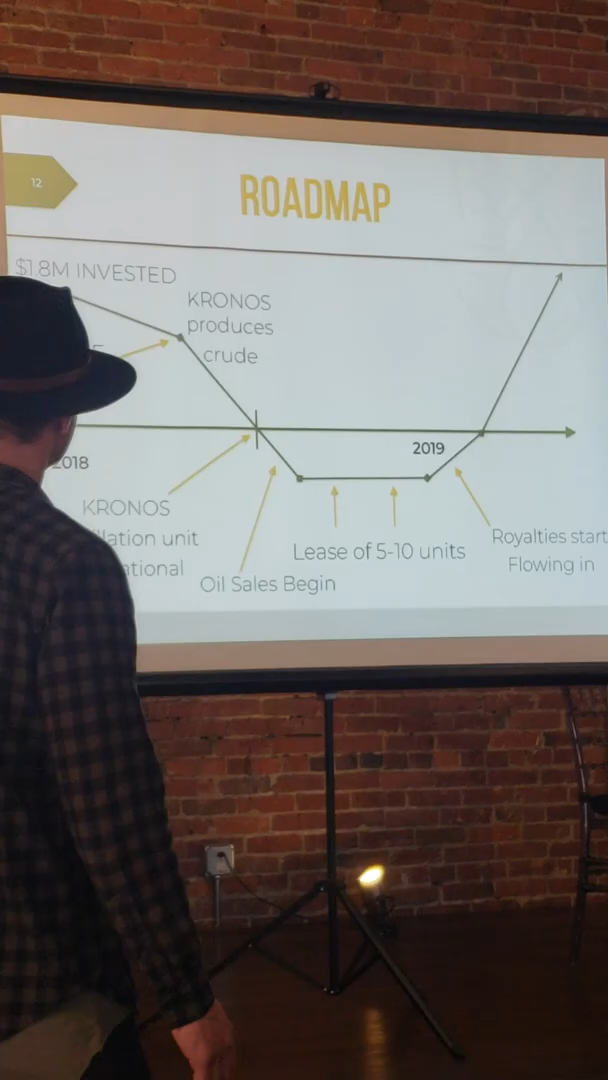 12
ROADMAP
$1.8M INVESTED
KRONOS
produces
crude
2018
2019
KRONOS
unit
Oil Sales Begin
Lease of 5-10 units
Royalties start
Flowing in